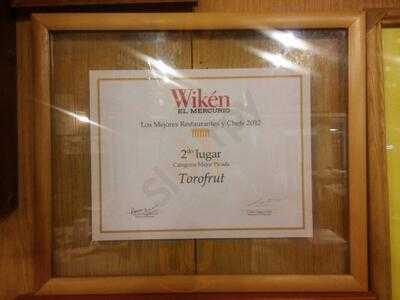 Wikén
EL MERCURIO
Los Mejores Restaurantes y Chefs 2012
2do lugar
Categoría Mejor Picada
Torofrut